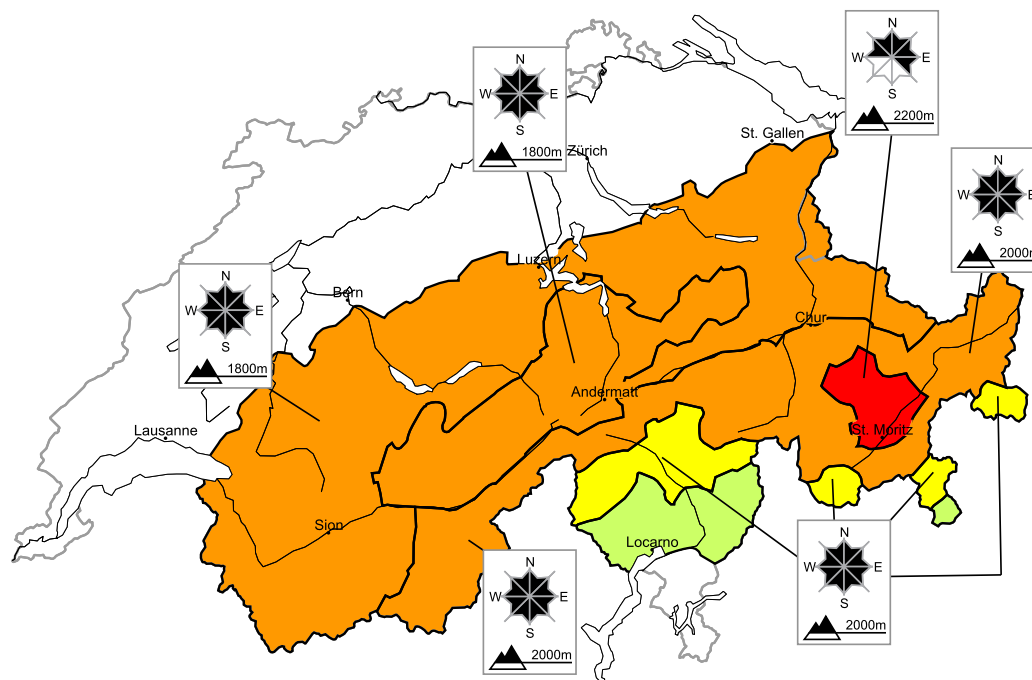 N
W E
S
2200m
N
W E
S
1800m
St. Gallen
Zürich
N
W E
S
2000m
Luzern
N
W E
S
1800m
Bern
Chur
Andermatt
Lausanne
St. Moritz
Sion
Locarno
N
W E
S
2000m
N
W E
S
2000m